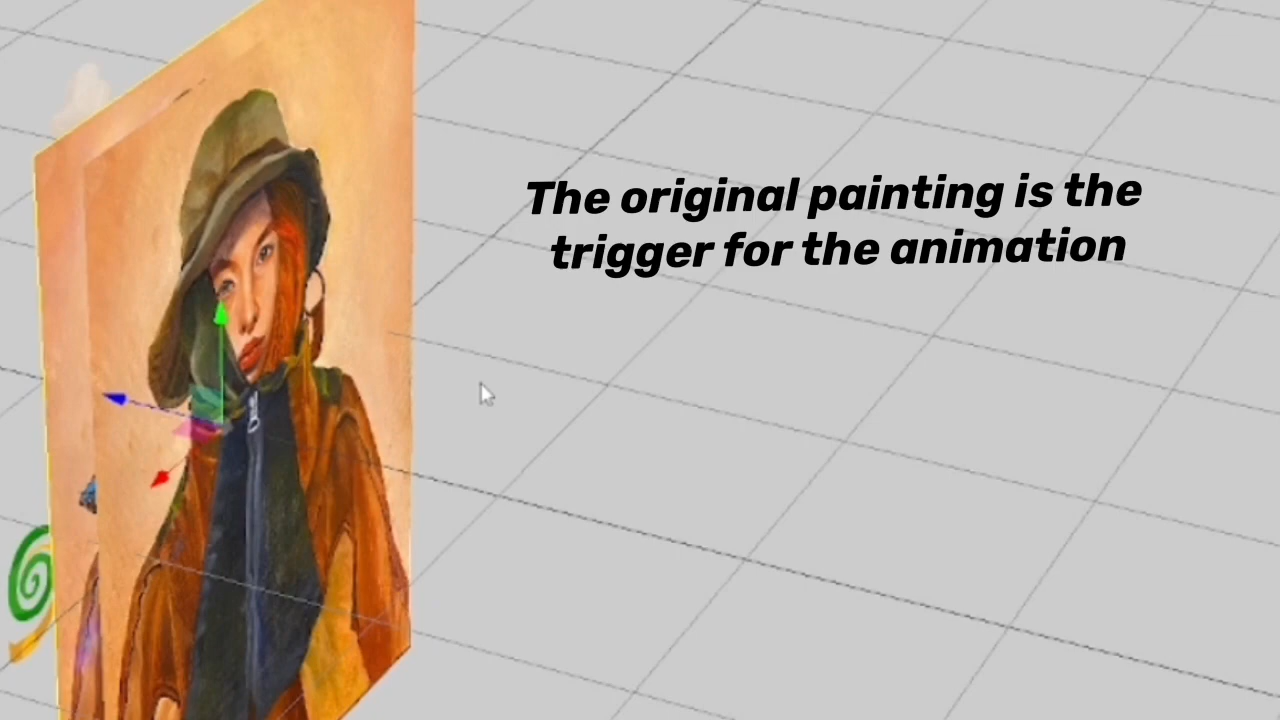 The original painting is the
trigger for the animation